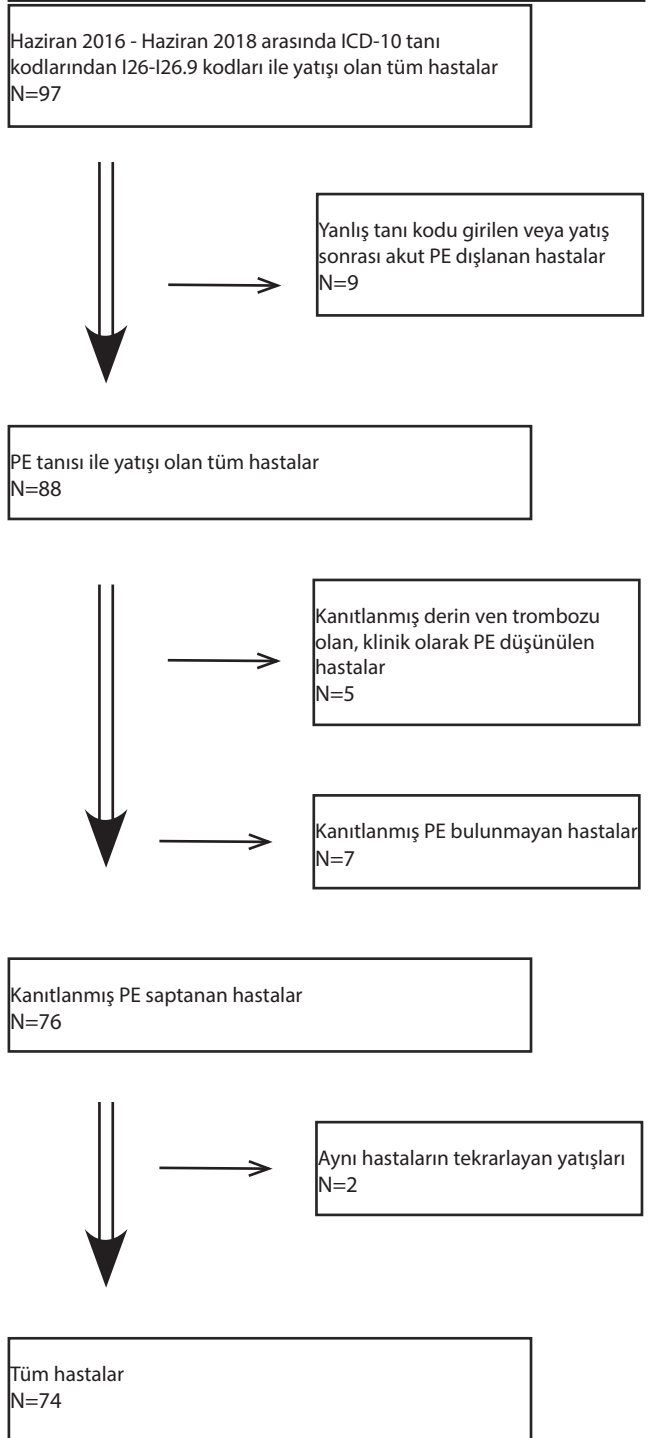 Haziran 2016 - Haziran 2018 arasında ICD-10 tanı
kodlarından I26-I26.9 kodları ile yatışı olan tüm hastalar
N=97
Yanlış tanı kodu girilen veya yatış
sonrası akut PE dışlanan hastalar
N=9
PE tanısı ile yatışı olan tüm hastalar
N=88
Kanıtlanmış derin ven trombozu
olan, klinik olarak PE düşünülen
hastalar
N=5
Kanıtlanmış PE bulunmayan hastalar
N=7
Kanıtlanmış PE saptanan hastalar
N=76
Aynı hastaların tekrarlayan yatışları
N=2
Tüm hastalar
N=74